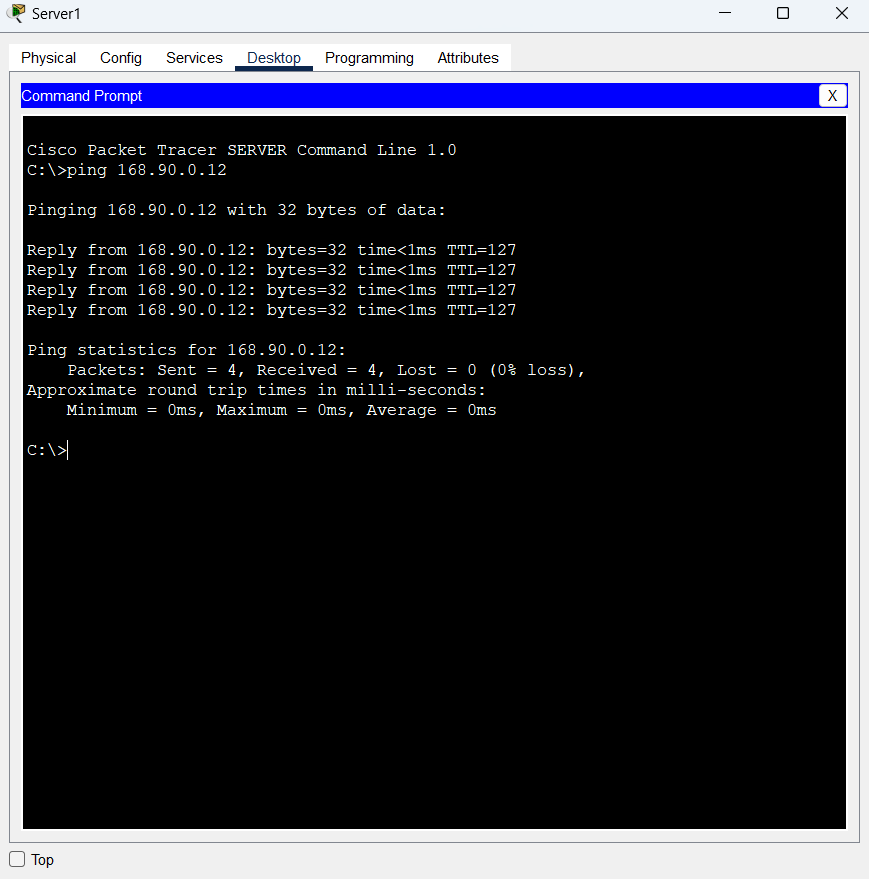 Server1
Physical Config Services Desktop Programming Attributes
Command Prompt X
Cisco Packet Tracer SERVER Command Line 1.0
C:\>ping 168.90.0.12
Pinging 168.90.0.12 with 32 bytes of data:
Reply from 168.90.0.12: bytes=32 time<1ms TTL=127
Reply from 168.90.0.12: bytes=32 time<1ms TTL=127
Reply from 168.90.0.12: bytes=32 time<1ms TTL=127
Reply from 168.90.0.12: bytes=32 time<1ms TTL=127
Ping statistics for 168.90.0.12:
    Packets: Sent = 4, Received = 4, Lost = 0 (0% loss),
Approximate round trip times in milli-seconds:
    Minimum = 0ms, Maximum = 0ms, Average = 0ms
C:\>
Top